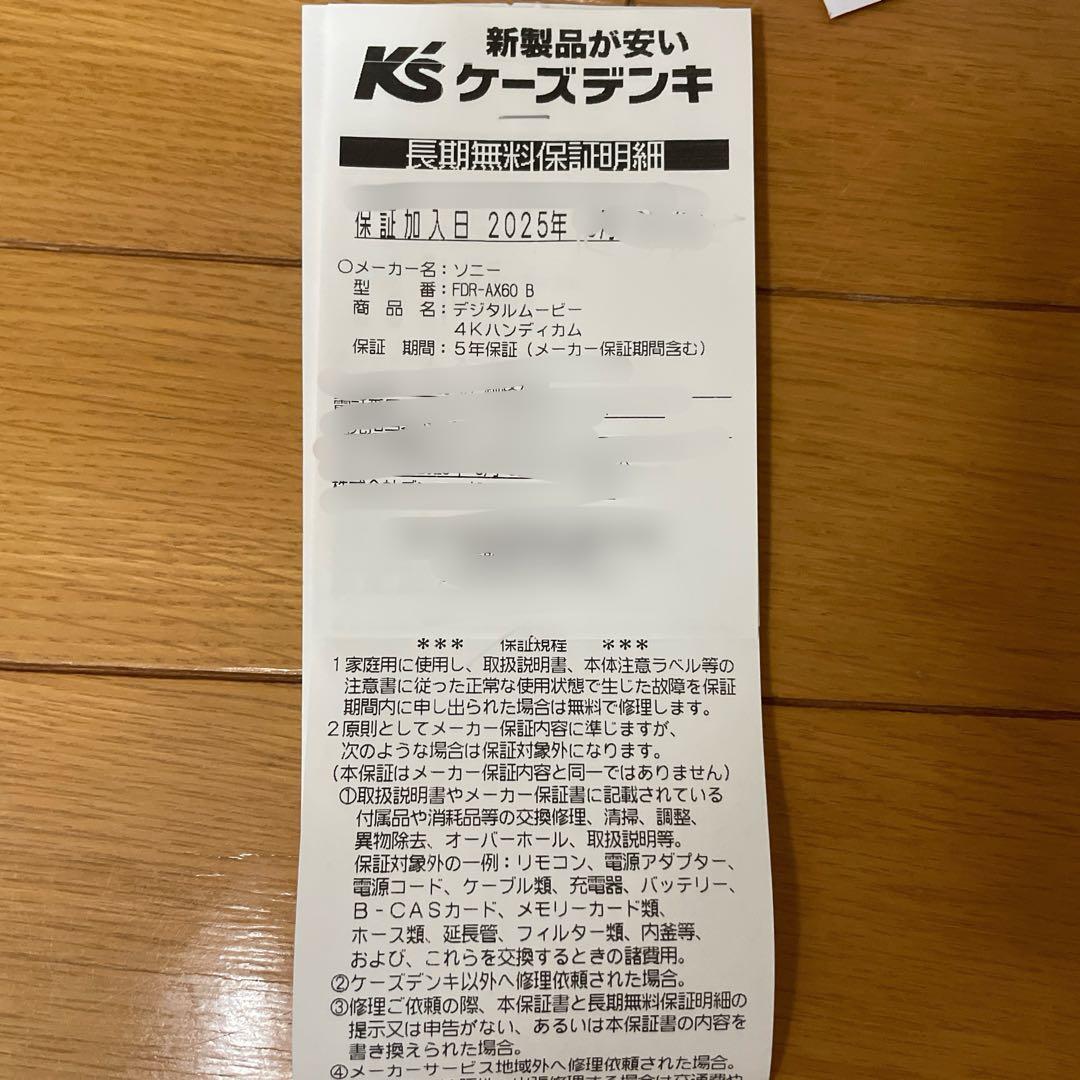 新製品が安い
K's ケーズデンキ
長期無料保証明細
保証加入日 2025年
○メーカー名:ソニー
型　　番:FDR-AX60 B
商 品 名:デジタルムービー
4Kハンディカム
保証 期間:5年保証(メーカー保証期間含む)
*** 保証規程 ***
1家庭用に使用し、取扱説明書、本体注意ラベル等の
注意書に従った正常な使用状態で生じた故障を保証
期間内に申し出られた場合は無料で修理します。
2原則としてメーカー保証内容に準じますが、
次のような場合は保証対象外になります。
(本保証はメーカー保証内容と同一ではありません)
①取扱説明書やメーカー保証書に記載されている
付属品や消耗品等の交換修理、清掃、調整、
異物除去、オーバーホール、取扱説明等。
保証対象外の一例:リモコン、電源アダプター、
電源コード、ケーブル類、充電器、バッテリー、
B-CASカード、メモリーカード類、
ホース類、延長管、フィルター類、内釜等、
および、これらを交換するときの諸費用。
②ケーズデンキ以外へ修理依頼された場合。
③修理ご依頼の際、本保証書と長期無料保証明細の
提示又は申告がない、あるいは本保証書の内容を
書き換えられた場合。
④メーカーサービス地域外へ修理依頼された場合。